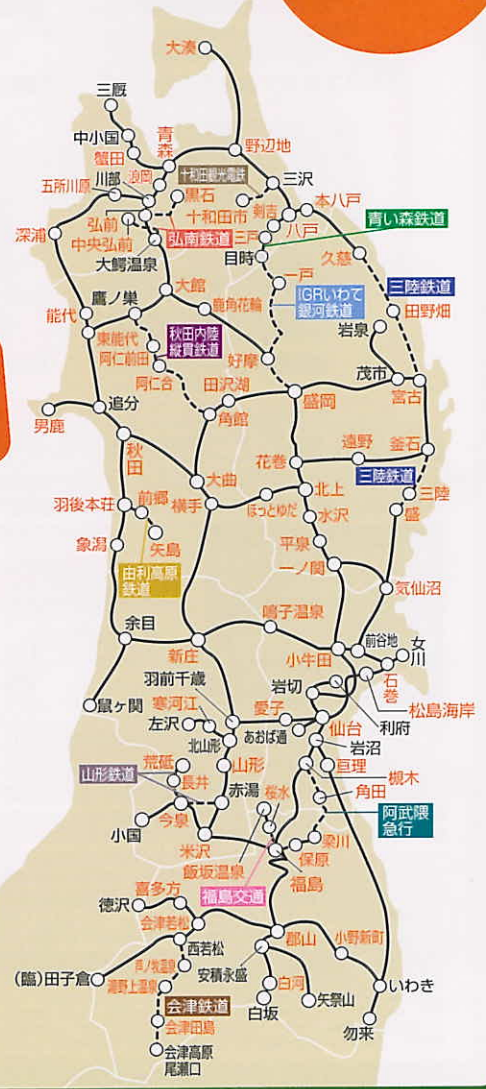 大湊
三厩
中小国
蟹田
青森
野辺地
浪岡
川部
五所川原
十和田観光電鉄
三沢
黒石
十和田市
剣吉
本八戸
八戸
三戸
目時
青い森鉄道
弘前
中央弘前
弘南鉄道
大鰐温泉
深浦
久慈
一戸
IGRいわて
銀河鉄道
三陸鉄道
田野畑
岩泉
大館
鹿角花輪
鷹ノ巣
能代
東能代
阿仁前田
秋田内陸
縦貫鉄道
阿仁合
好摩
茂市
宮古
田沢湖
盛岡
角館
追分
男鹿
秋田
花巻
遠野
釜石
三陸鉄道
三陸
盛
大曲
横手
ほっとゆだ
北上
水沢
羽後本荘
前郷
矢島
象潟
由利高原
鉄道
平泉
一ノ関
気仙沼
鳴子温泉
余目
新庄
小牛田
前谷地
女川
石巻
羽前千歳
岩切
松島海岸
利府
鼠ヶ関
寒河江
左沢
愛子
あおば通
仙台
北山形
岩沼
山形
亘理
荒砥
山形鉄道
長井
赤湯
桜水
槻木
角田
今泉
小国
米沢
飯坂温泉
梁川
保原
阿武隈
急行
福島交通
福島
喜多方
徳沢
会津若松
西若松
郡山
小野新町
芦ノ牧温泉
(臨)田子倉
湯野上温泉
安積永盛
白河
いわき
白坂
矢祭山
会津鉄道
会津田島
勿来
会津高原
尾瀬口